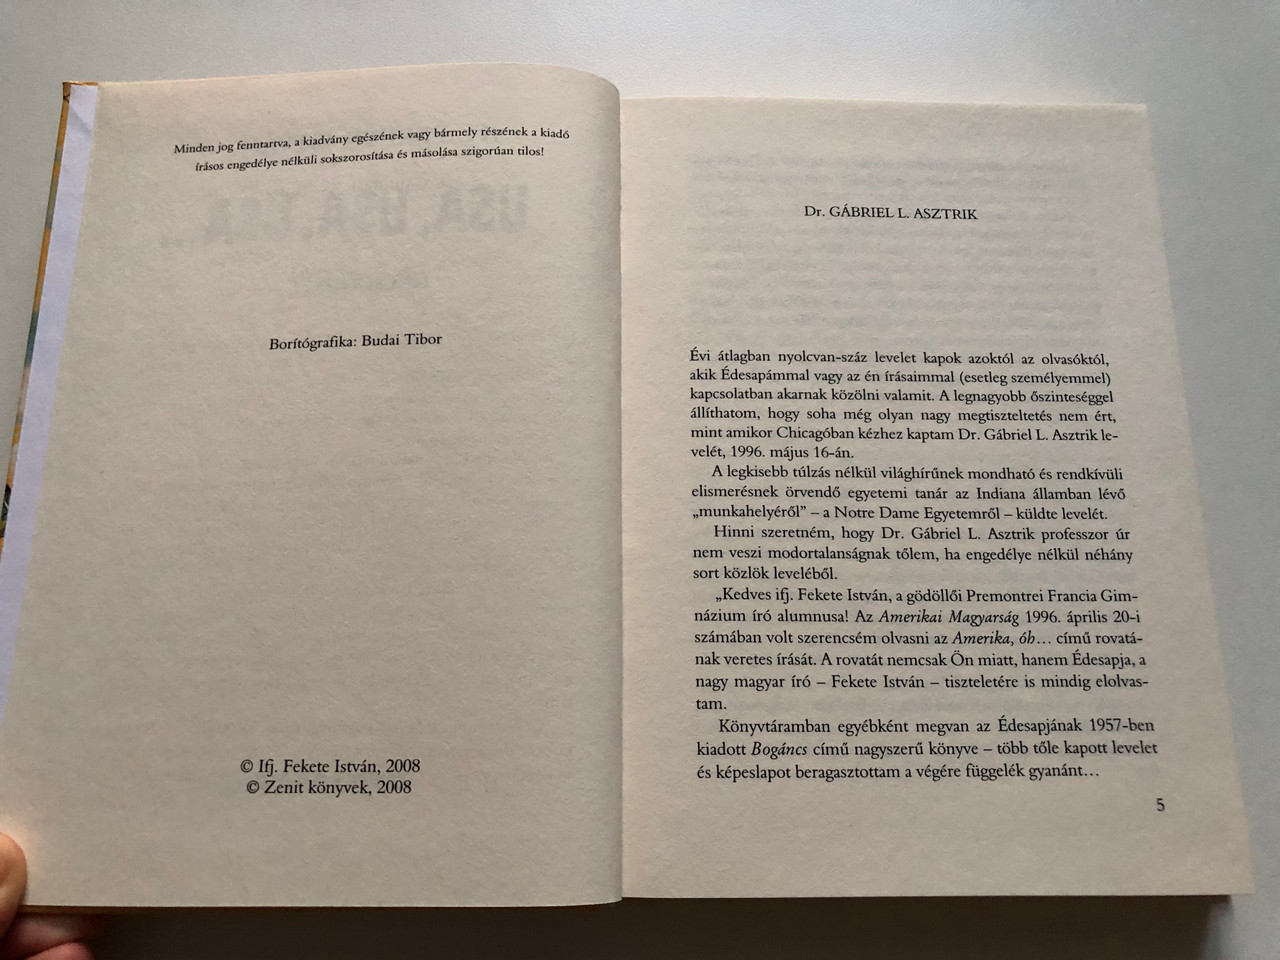 Minden jog fenntartva, a kiadvány egészének vagy bármely részének a kiadó
írásos engedélye nélküli sokszorosítása és másolása szigorúan tilos!
Borítógrafika: Budai Tibor
© Ifj. Fekete István, 2008
© Zenit könyvek, 2008
Dr. GÁBRIEL L. ASZTRIK
Évi átlagban nyolcvan-száz levelet kapok azoktól az olvasóktól,
akik Édesapámmal vagy az én írásaimmal (esetleg személyemmel)
kapcsolatban akarnak közölni valamit. A legnagyobb őszinteséggel
állíthatom, hogy soha még olyan nagy megtiszteltetés nem ért,
mint amikor Chicagóban kézhez kaptam Dr. Gábriel L. Asztrik le-
velét, 1996. május 16-án.
A legkisebb túlzás nélkül világhírűnek mondható és rendkívüli
elismerésnek örvendő egyetemi tanár az Indiana államban lévő
„munkahelyéről” – a Notre Dame Egyetemről – küldte levelét.
Hinni szeretném, hogy Dr. Gábriel L. Asztrik professzor úr
nem veszi modortalanságnak tőlem, ha engedélye nélkül néhány
sort közlök leveléből.
„Kedves ifj. Fekete István, a gödöllői Premontrei Francia Gim-
názium író alumnusa! Az Amerikai Magyarság 1996. április 20-i
számában volt szerencsém olvasni az Amerika, óh... című rovatá-
nak veretes írását. A rovatát nemcsak Ön miatt, hanem Édesapja, a
nagy magyar író – Fekete István – tiszteletére is mindig elolvas-
tam.
Könyvtáramban egyébként megvan az Édesapjának 1957-ben
kiadott Bogáncs című nagyszerű könyve – több tőle kapott levelet
és képeslapot beragasztottam a végére függelék gyanánt...
5